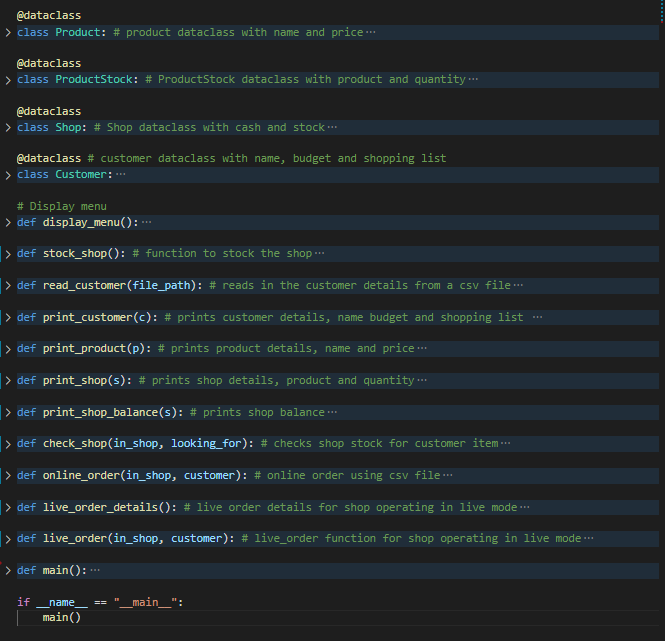 @dataclass
class Product: # product dataclass with name and price…
@dataclass
class ProductStock: # ProductStock dataclass with product and quantity…
@dataclass
class Shop: # Shop dataclass with cash and stock…
@dataclass # customer dataclass with name, budget and shopping list
class Customer:…
# Display menu
def display_menu():…
def stock_shop(): # function to stock the shop…
def read_customer(file_path): # reads in the customer details from a csv file…
def print_customer(c): # prints customer details, name budget and shopping list …
def print_product(p): # prints product details, name and price…
def print_shop(s): # prints shop details, product and quantity…
def print_shop_balance(s): # prints shop balance…
def check_shop(in_shop, looking_for): # checks shop stock for customer item…
def online_order(in_shop, customer): # online order using csv file…
def live_order_details(): # live order details for shop operating in live mode…
def live_order(in_shop, customer): # live_order function for shop operating in live mode…
def main():…
if __name__ == "__main__":
    main()